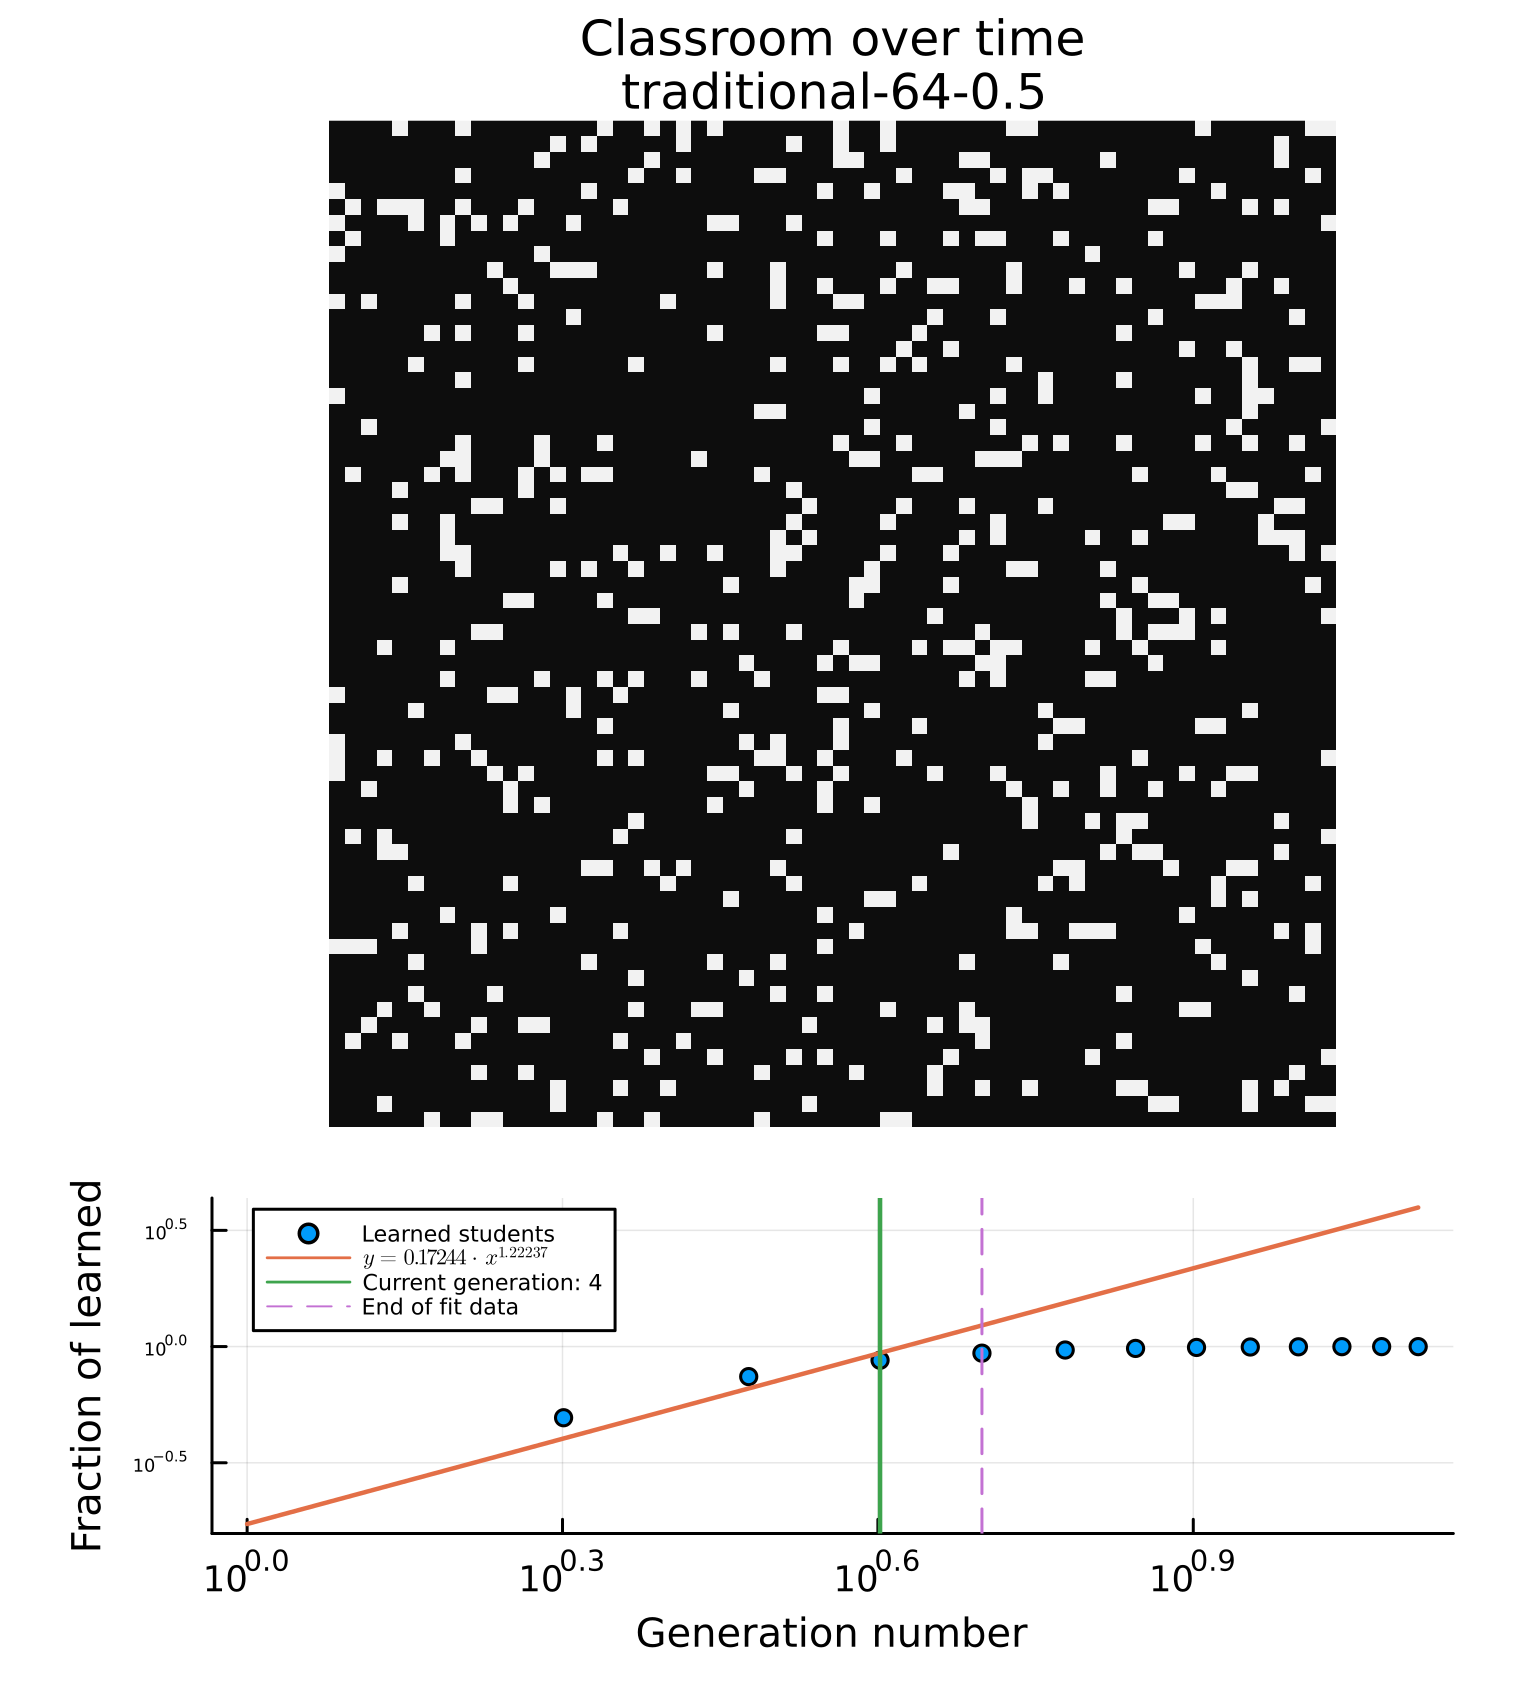 Classroom over time
traditional-64-0.5
Fraction of learned
10^0.5
10^0.0
10^−0.5
Learned students
y = 0.17244 · x^1.22237
Current generation: 4
End of fit data
10^0.0 10^0.3 10^0.6 10^0.9
Generation number